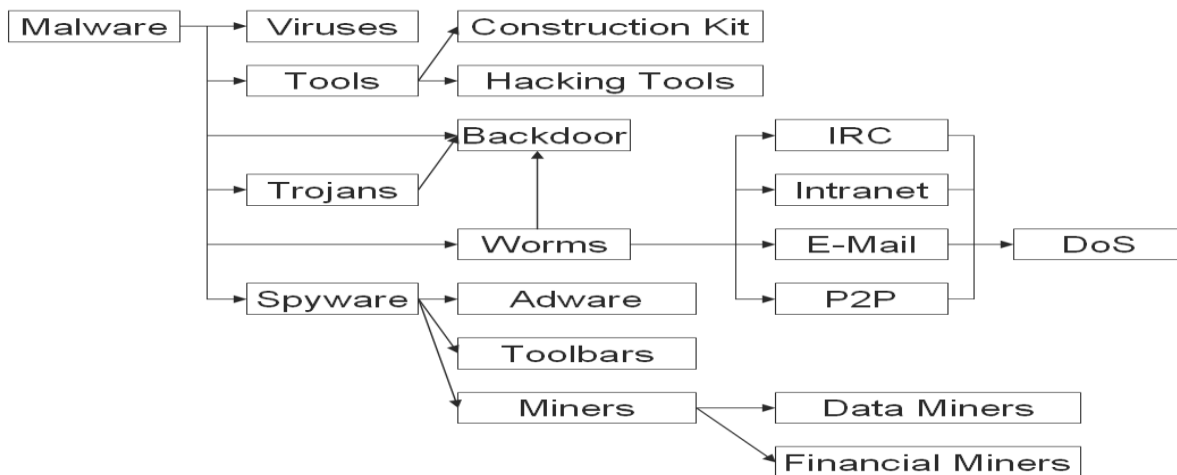 Malware
Viruses
Construction Kit
Tools
Hacking Tools
Backdoor
IRC
Trojans
Intranet
Worms
E-Mail
DoS
Spyware
Adware
P2P
Toolbars
Miners
Data Miners
Financial Miners